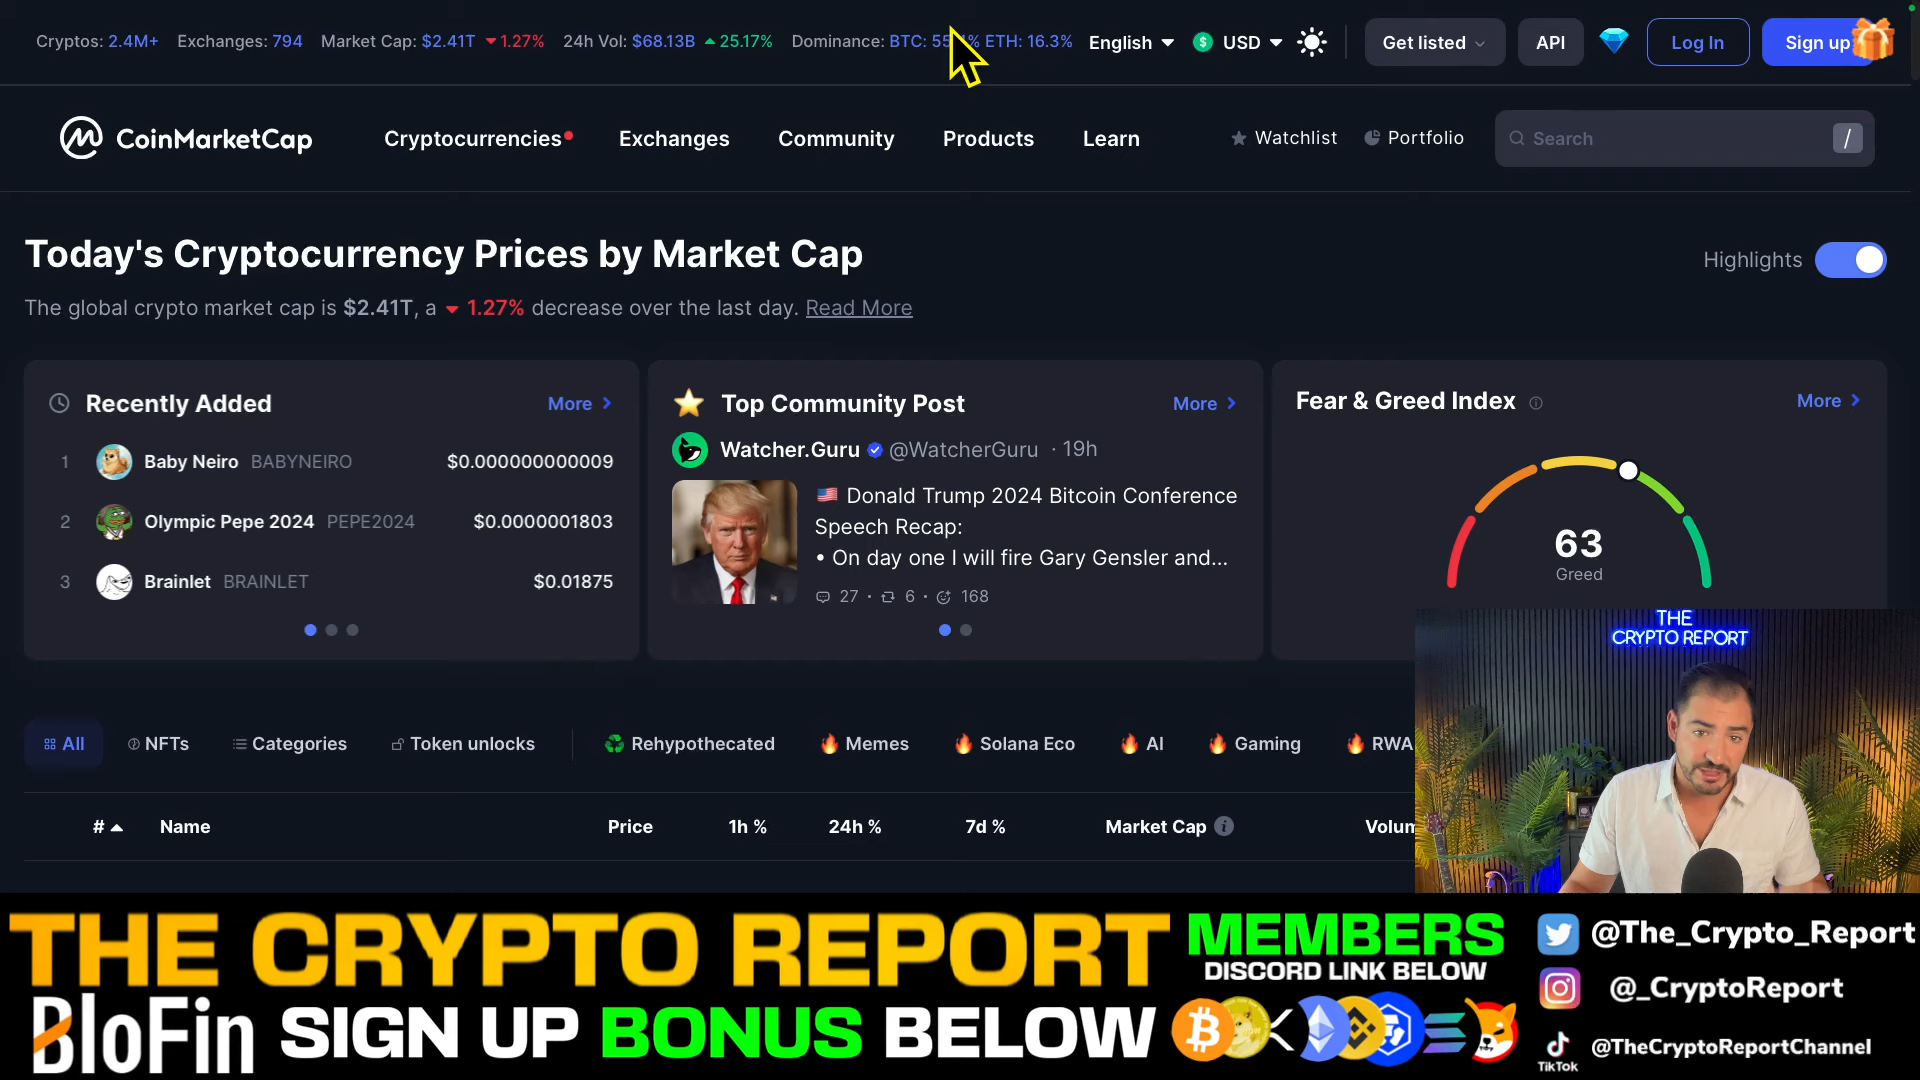 Cryptos: 2.4M+ Exchanges: 794 Market Cap: $2.41T 1.27% 24h Vol: $68.13B 25.17% Dominance: BTC: ETH: 16.3% English USD Get listed API Log In Sign up
CoinMarketCap Cryptocurrencies Exchanges Community Products Learn Watchlist Portfolio Search /
Today's Cryptocurrency Prices by Market Cap
Highlights
The global crypto market cap is $2.41T, a 1.27% decrease over the last day. Read More
Recently Added More
1 Baby Neiro BABYNEIRO $0.000000000009
2 Olympic Pepe 2024 PEPE2024 $0.0000001803
3 Brainlet BRAINLET $0.01875
Top Community Post More
Watcher.Guru @WatcherGuru · 19h
🇺🇸 Donald Trump 2024 Bitcoin Conference
Speech Recap:
• On day one I will fire Gary Gensler and...
27 · 6 · 168
Fear & Greed Index More
63
Greed
All NFTs Categories Token unlocks Rehypothecated Memes Solana Eco AI Gaming RWA
# Name Price 1h % 24h % 7d % Market Cap Volum
THE
CRYPTO REPORT
THE CRYPTO REPORT
BloFin SIGN UP BONUS BELOW
MEMBERS
DISCORD LINK BELOW
@The_Crypto_Report
@_CryptoReport
TikTok @TheCryptoReportChannel